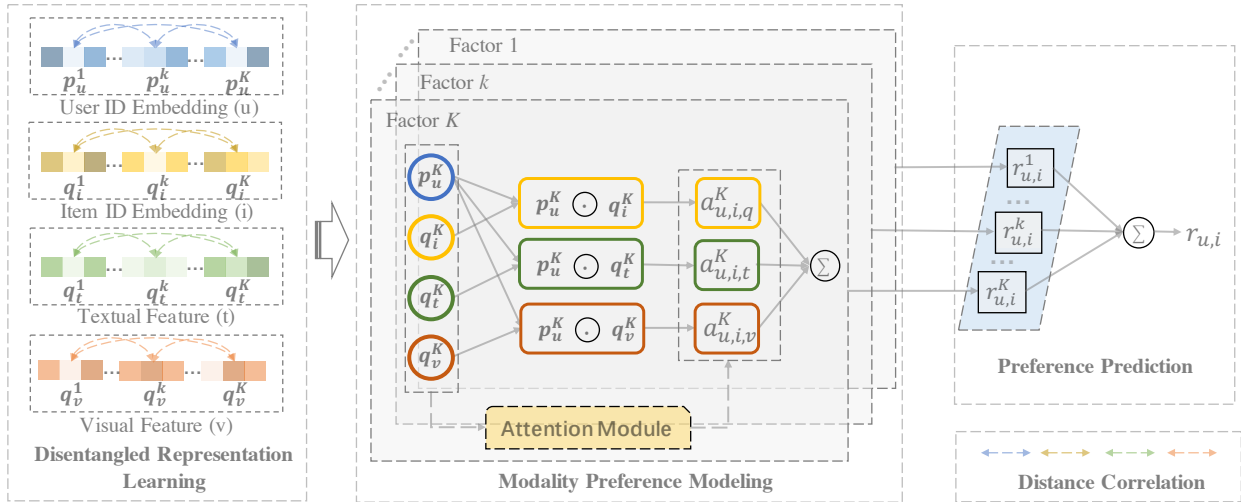 ... ...
p_u^1 p_u^k p_u^K
User ID Embedding (u)
... ...
q_i^1 q_i^k q_i^K
Item ID Embedding (i)
... ...
q_t^1 q_t^k q_t^K
Textual Feature (t)
... ...
q_v^1 q_v^k q_v^K
Visual Feature (v)
Disentangled Representation
Learning
Factor 1
Factor k
Factor K
p_u^K
q_i^K
q_t^K
q_v^K
p_u^K ⊙ q_i^K
p_u^K ⊙ q_t^K
p_u^K ⊙ q_v^K
a_{u,i,q}^K
a_{u,i,t}^K
a_{u,i,v}^K
Σ
Attention Module
Modality Preference Modeling
r_{u,i}^1
...
r_{u,i}^k
...
r_{u,i}^K
Σ
r_{u,i}
Preference Prediction
Distance Correlation